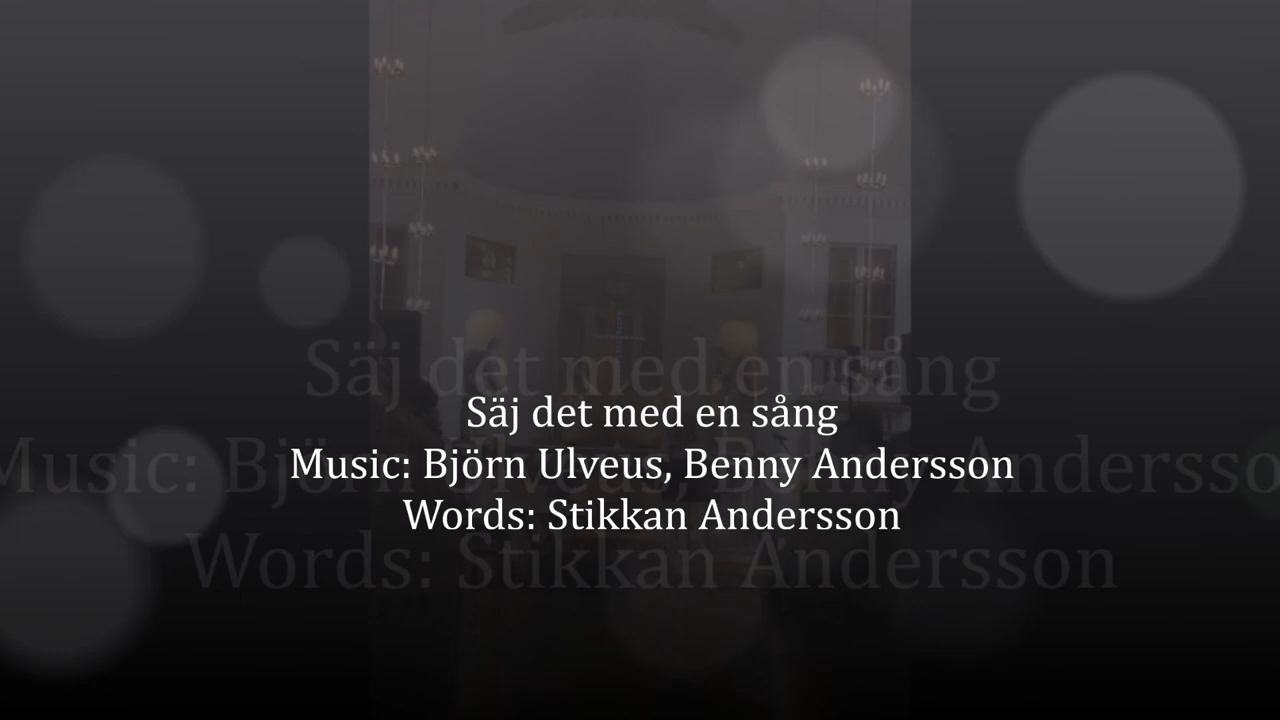 Säj det med en sång
Music: Björn Ulveus, Benny Andersson
Words: Stikkan Andersson